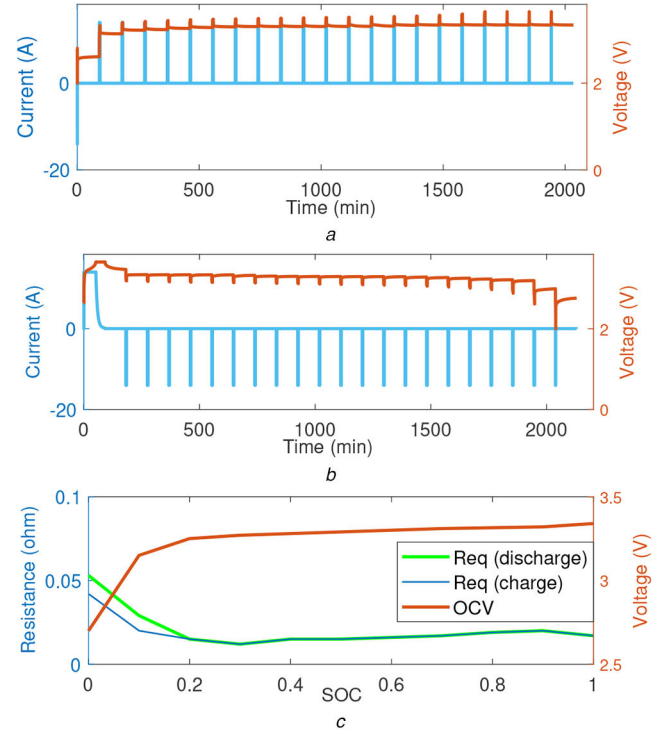 Current (A)
0
-20
2
0
Voltage (V)
0 500 1000 1500 2000
Time (min)
a
Current (A)
0
-20
2
0
Voltage (V)
0 500 1000 1500 2000
Time (min)
b
Resistance (ohm)
0.1
0.05
0
Req (discharge)
Req (charge)
OCV
3.5
3
2.5
Voltage (V)
0 0.2 0.4 0.6 0.8 1
SOC
c